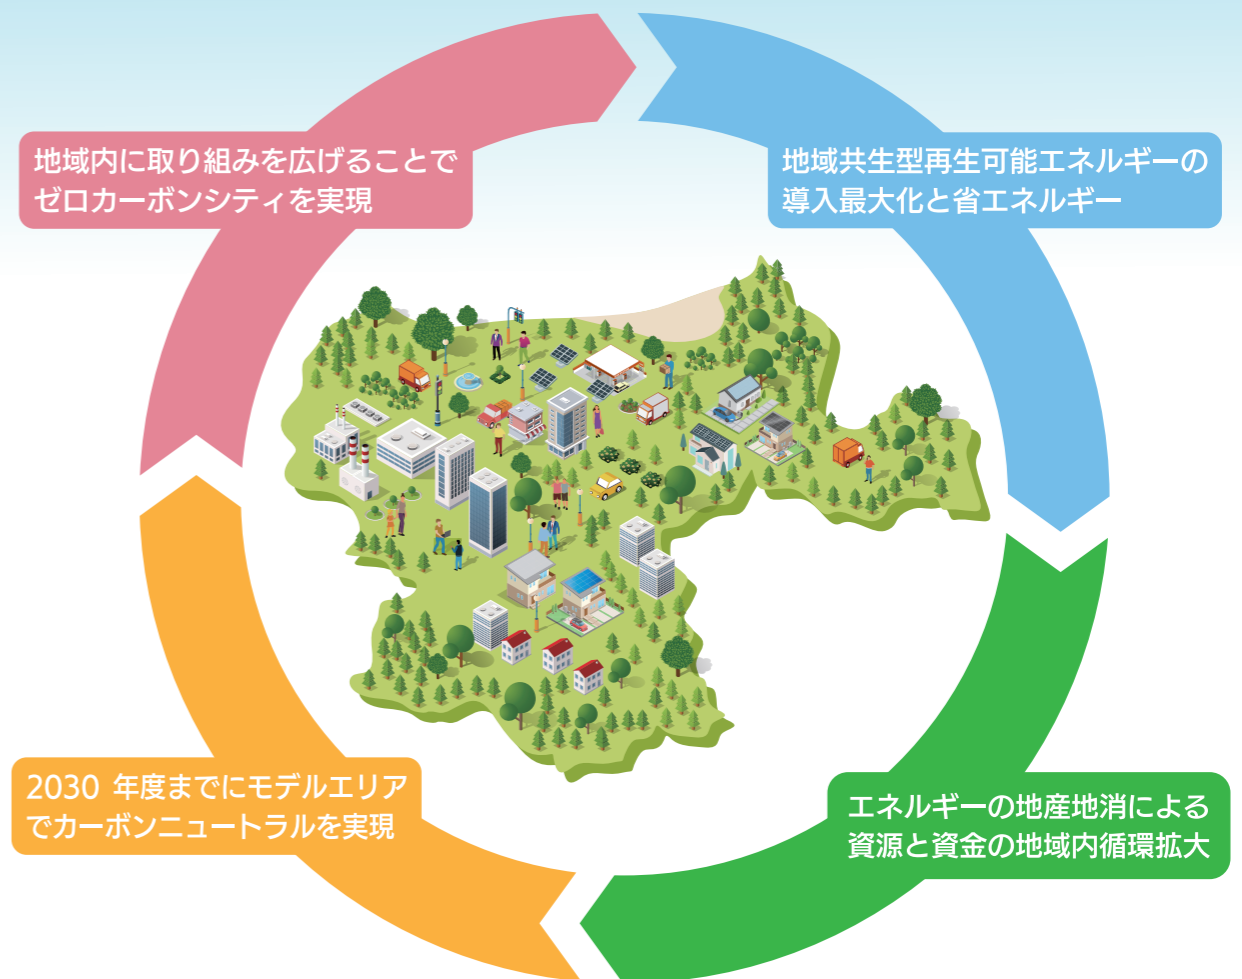 地域内に取り組みを広げることで
ゼロカーボンシティを実現
地域共生型再生可能エネルギーの
導入最大化と省エネルギー
2030 年度までにモデルエリア
でカーボンニュートラルを実現
エネルギーの地産地消による
資源と資金の地域内循環拡大